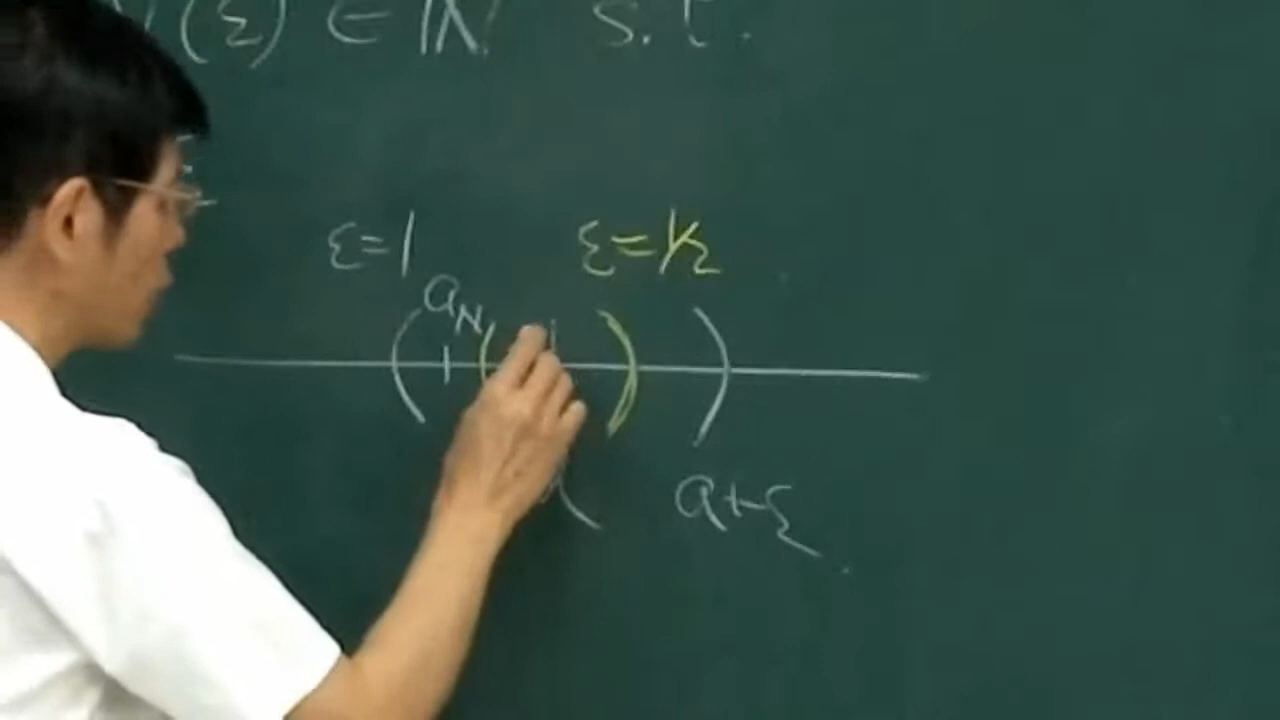 (ε) ∈ ℕ s.t.
ε=1 ε=1/2
a_N
( ( ) )
a a+ε